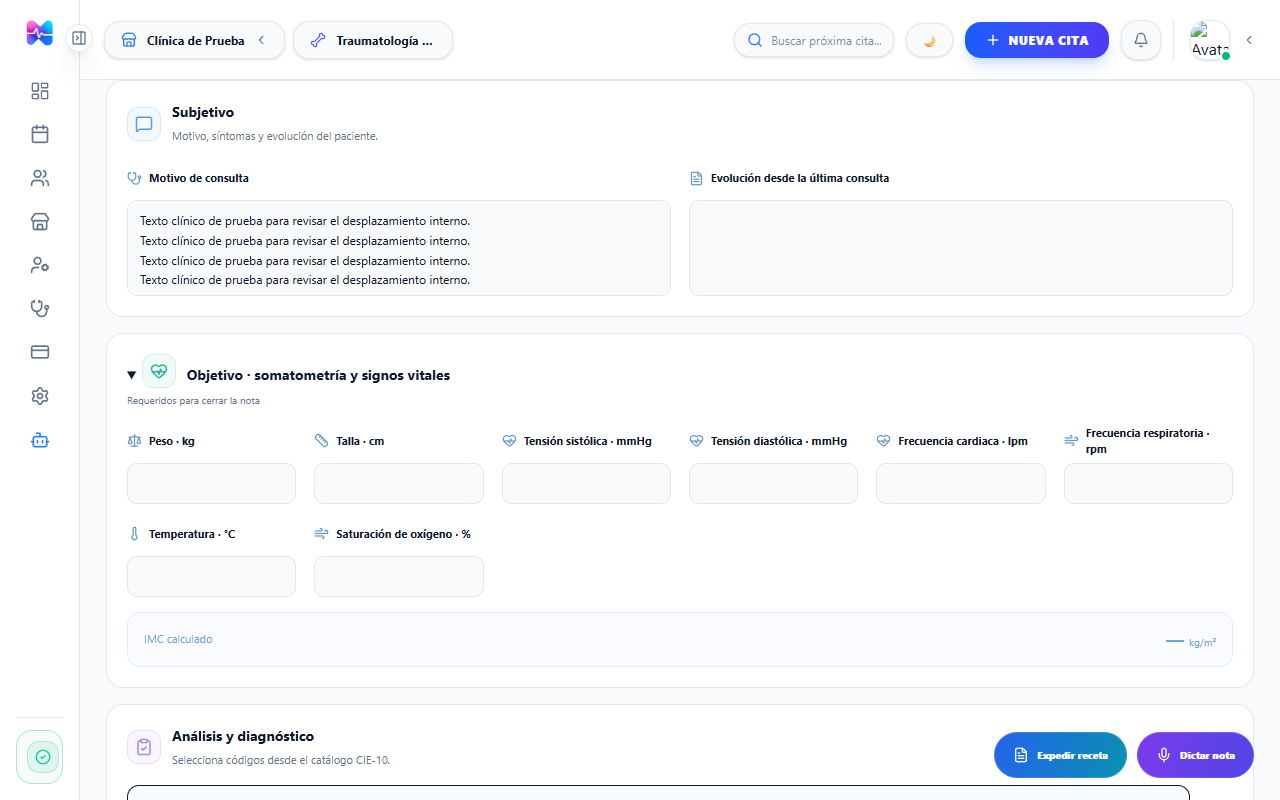 Clínica de Prueba
Traumatología ...
Buscar próxima cita...
NUEVA CITA
Avata
Subjetivo
Motivo, síntomas y evolución del paciente.
Motivo de consulta
Evolución desde la última consulta
Texto clínico de prueba para revisar el desplazamiento interno.
Texto clínico de prueba para revisar el desplazamiento interno.
Texto clínico de prueba para revisar el desplazamiento interno.
Texto clínico de prueba para revisar el desplazamiento interno.
Objetivo · somatometría y signos vitales
Requeridos para cerrar la nota
Peso · kg
Talla · cm
Tensión sistólica · mmHg
Tensión diastólica · mmHg
Frecuencia cardiaca · lpm
Frecuencia respiratoria · rpm
Temperatura · °C
Saturación de oxígeno · %
IMC calculado
— kg/m²
Análisis y diagnóstico
Selecciona códigos desde el catálogo CIE-10.
Expedir receta
Dictar nota